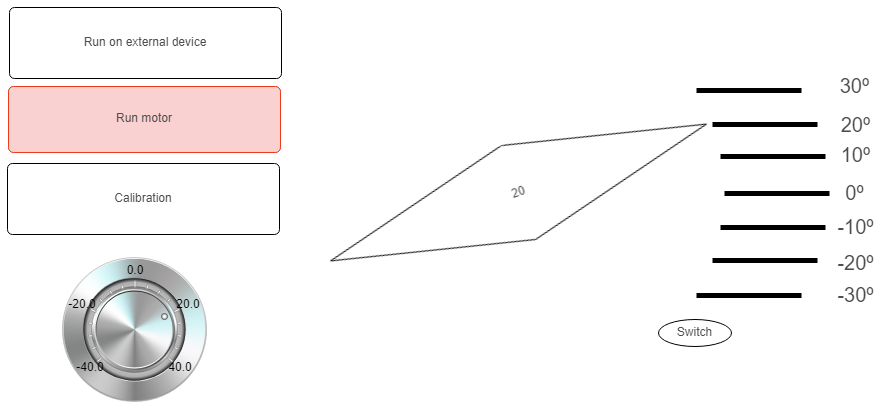 Run on external device
Run motor
Calibration
0.0
-20.0
20.0
-40.0
40.0
20
30º
20º
10º
0º
-10º
-20º
-30º
Switch